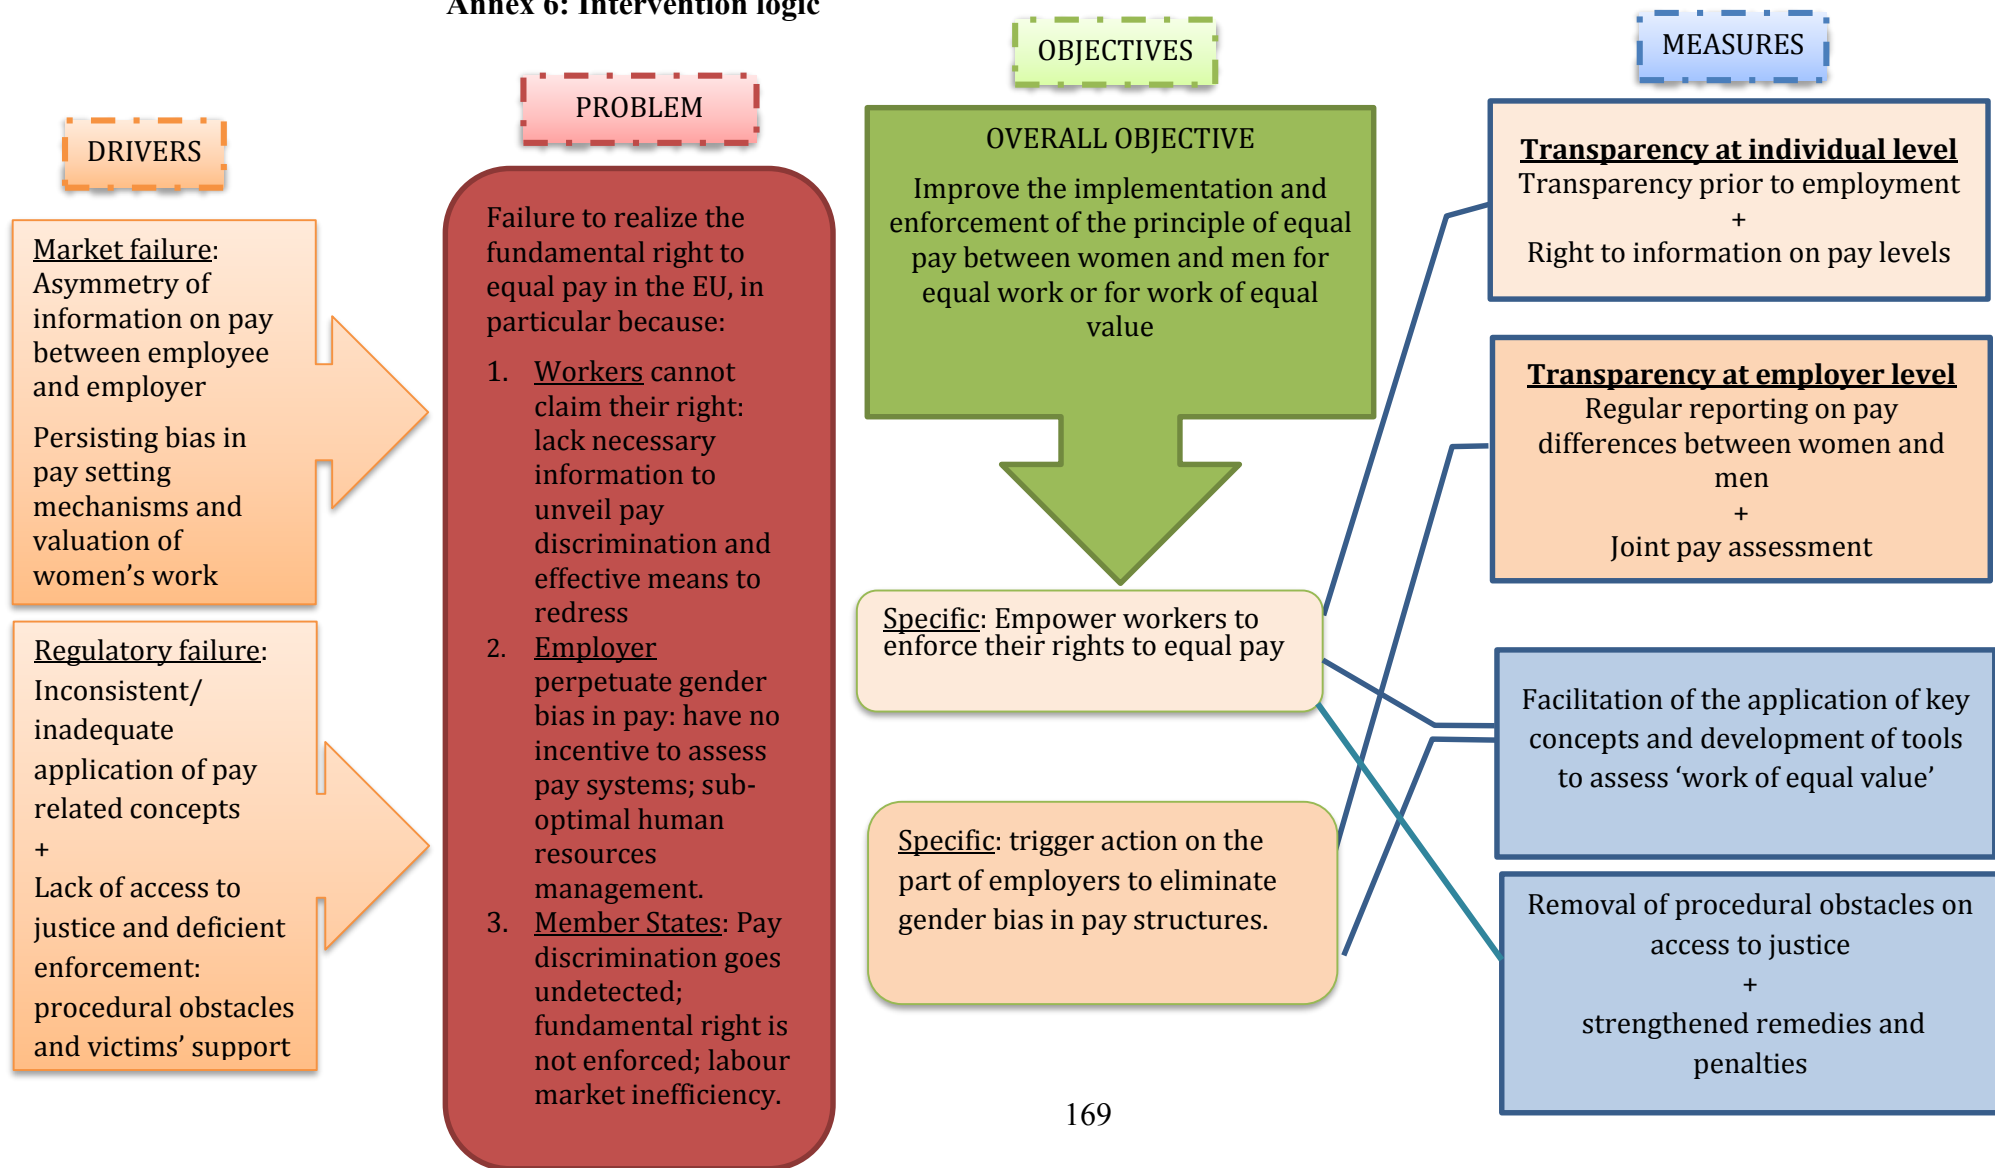 Annex 6: Intervention logic
DRIVERS
Market failure:
Asymmetry of
information on pay
between employee
and employer
Persisting bias in
pay setting
mechanisms and
valuation of
women’s work
Regulatory failure:
Inconsistent/
inadequate
application of pay
related concepts
+
Lack of access to
justice and deficient
enforcement:
procedural obstacles
and victims’ support
PROBLEM
Failure to realize the
fundamental right to
equal pay in the EU, in
particular because:
1. Workers cannot
claim their right:
lack necessary
information to
unveil pay
discrimination and
effective means to
redress
2. Employer
perpetuate gender
bias in pay: have no
incentive to assess
pay systems; sub-
optimal human
resources
management.
3. Member States: Pay
discrimination goes
undetected;
fundamental right is
not enforced; labour
market inefficiency.
OBJECTIVES
OVERALL OBJECTIVE
Improve the implementation and
enforcement of the principle of equal
pay between women and men for
equal work or for work of equal
value
Specific: Empower workers to
enforce their rights to equal pay
Specific: trigger action on the
part of employers to eliminate
gender bias in pay structures.
MEASURES
Transparency at individual level
Transparency prior to employment
+
Right to information on pay levels
Transparency at employer level
Regular reporting on pay
differences between women and
men
+
Joint pay assessment
Facilitation of the application of key
concepts and development of tools
to assess ‘work of equal value’
Removal of procedural obstacles on
access to justice
+
strengthened remedies and
penalties
169